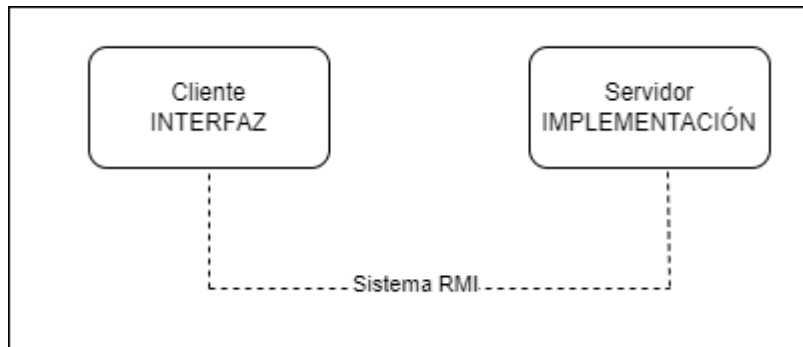 Cliente
INTERFAZ
Servidor
IMPLEMENTACIÓN
Sistema RMI